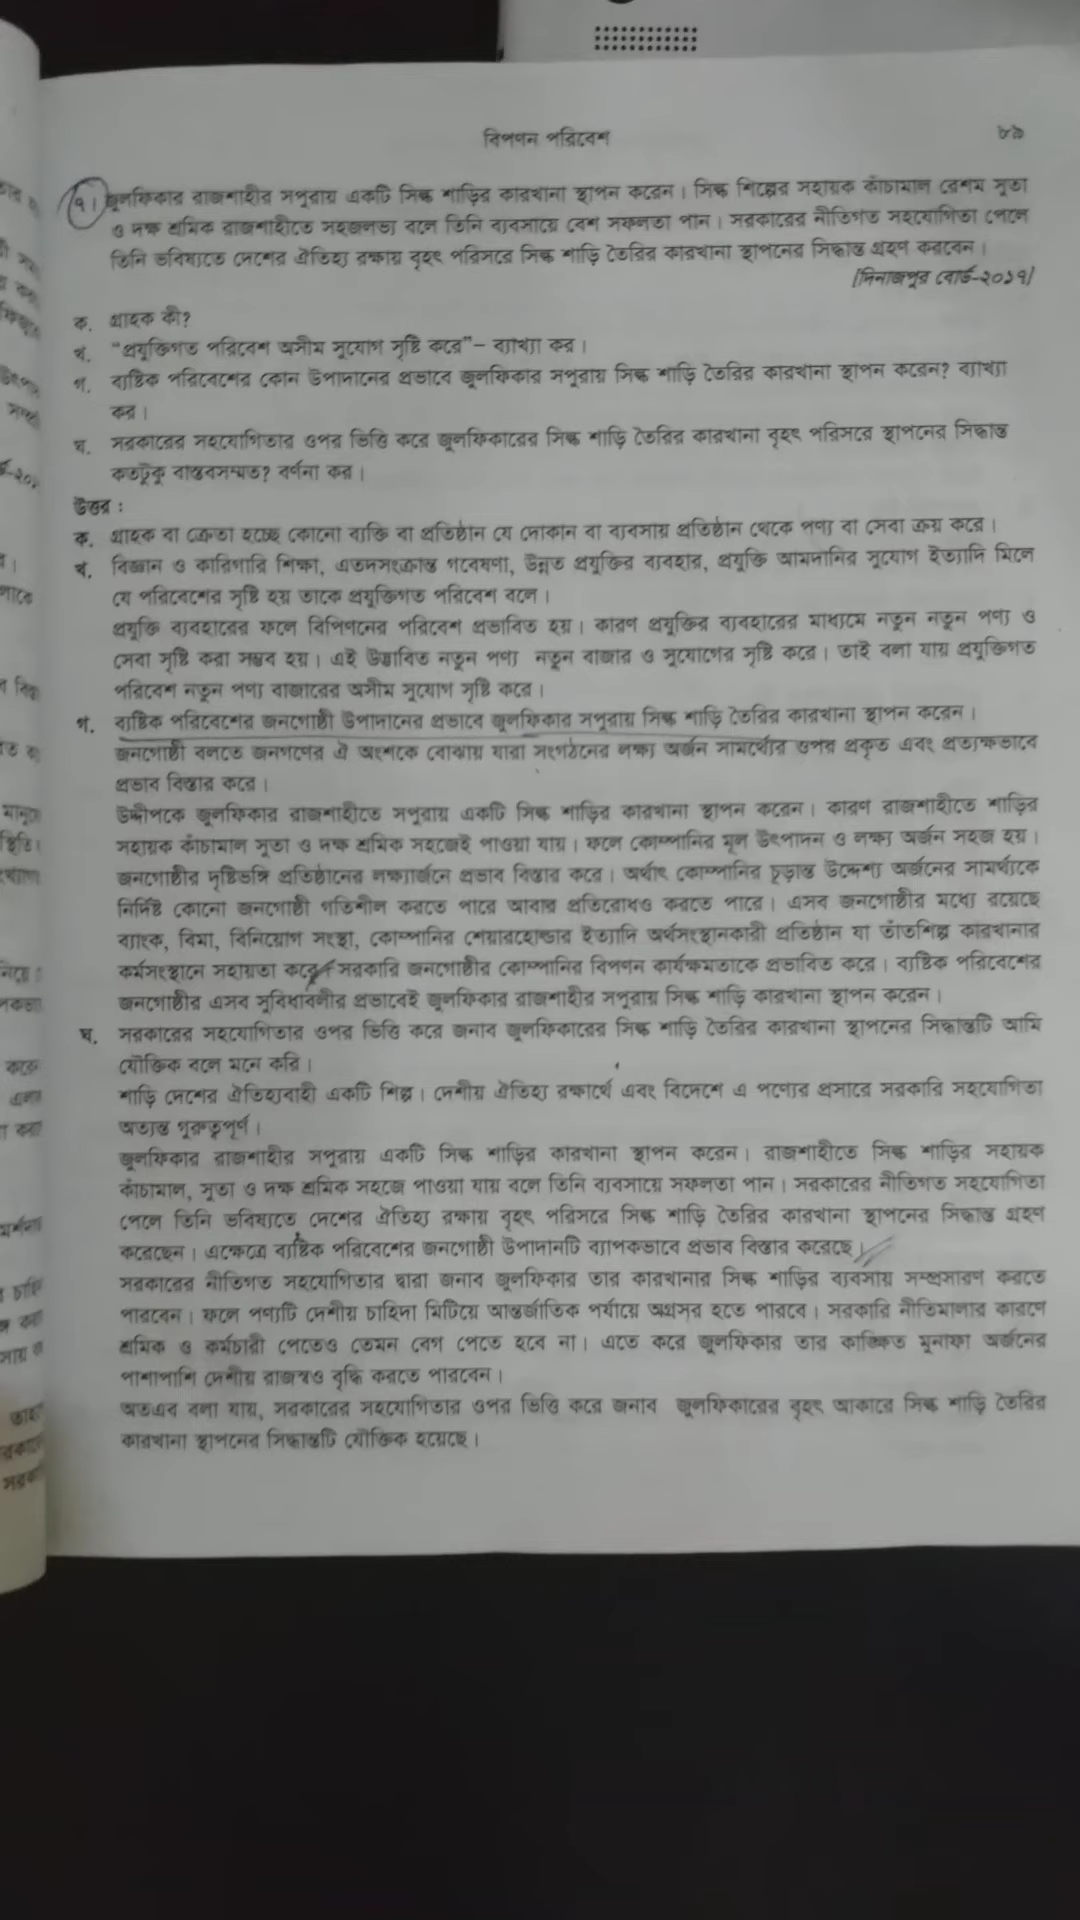 বিপণন পরিবেশ ৮৯
৭। জুলফিকার রাজশাহীর সপুরায় একটি সিল্ক শাড়ির কারখানা স্থাপন করেন। সিল্ক শিল্পের সহায়ক কাঁচামাল রেশম সুতা
ও দক্ষ শ্রমিক রাজশাহীতে সহজলভ্য বলে তিনি ব্যবসায়ে বেশ সফলতা পান। সরকারের নীতিগত সহযোগিতা পেলে
তিনি ভবিষ্যতে দেশের ঐতিহ্য রক্ষায় বৃহৎ পরিসরে সিল্ক শাড়ি তৈরির কারখানা স্থাপনের সিদ্ধান্ত গ্রহণ করবেন।
[দিনাজপুর বোর্ড-২০১৭]
ক. গ্রাহক কী?
খ. “প্রযুক্তিগত পরিবেশ অসীম সুযোগ সৃষ্টি করে”– ব্যাখ্যা কর।
গ. ব্যষ্টিক পরিবেশের কোন উপাদানের প্রভাবে জুলফিকার সপুরায় সিল্ক শাড়ি তৈরির কারখানা স্থাপন করেন? ব্যাখ্যা
কর।
ঘ. সরকারের সহযোগিতার ওপর ভিত্তি করে জুলফিকারের সিল্ক শাড়ি তৈরির কারখানা বৃহৎ পরিসরে স্থাপনের সিদ্ধান্ত
কতটুকু বাস্তবসম্মত? বর্ণনা কর।
উত্তর :
ক. গ্রাহক বা ক্রেতা হচ্ছে কোনো ব্যক্তি বা প্রতিষ্ঠান যে দোকান বা ব্যবসায় প্রতিষ্ঠান থেকে পণ্য বা সেবা ক্রয় করে।
খ. বিজ্ঞান ও কারিগারি শিক্ষা, এতদসংক্রান্ত গবেষণা, উন্নত প্রযুক্তির ব্যবহার, প্রযুক্তি আমদানির সুযোগ ইত্যাদি মিলে
যে পরিবেশের সৃষ্টি হয় তাকে প্রযুক্তিগত পরিবেশ বলে।
প্রযুক্তি ব্যবহারের ফলে বিপিণনের পরিবেশ প্রভাবিত হয়। কারণ প্রযুক্তির ব্যবহারের মাধ্যমে নতুন নতুন পণ্য ও
সেবা সৃষ্টি করা সম্ভব হয়। এই উদ্ভাবিত নতুন পণ্য নতুন বাজার ও সুযোগের সৃষ্টি করে। তাই বলা যায় প্রযুক্তিগত
পরিবেশ নতুন পণ্য বাজারের অসীম সুযোগ সৃষ্টি করে।
গ. ব্যষ্টিক পরিবেশের জনগোষ্ঠী উপাদানের প্রভাবে জুলফিকার সপুরায় সিল্ক শাড়ি তৈরির কারখানা স্থাপন করেন।
জনগোষ্ঠী বলতে জনগণের ঐ অংশকে বোঝায় যারা সংগঠনের লক্ষ্য অর্জন সামর্থ্যের ওপর প্রকৃত এবং প্রত্যক্ষভাবে
প্রভাব বিস্তার করে।
উদ্দীপকে জুলফিকার রাজশাহীতে সপুরায় একটি সিল্ক শাড়ির কারখানা স্থাপন করেন। কারণ রাজশাহীতে শাড়ির
সহায়ক কাঁচামাল সুতা ও দক্ষ শ্রমিক সহজেই পাওয়া যায়। ফলে কোম্পানির মূল উৎপাদন ও লক্ষ্য অর্জন সহজ হয়।
জনগোষ্ঠীর দৃষ্টিভঙ্গি প্রতিষ্ঠানের লক্ষ্যার্জনে প্রভাব বিস্তার করে। অর্থাৎ কোম্পানির চূড়ান্ত উদ্দেশ্য অর্জনের সামর্থ্যকে
নির্দিষ্ট কোনো জনগোষ্ঠী গতিশীল করতে পারে আবার প্রতিরোধও করতে পারে। এসব জনগোষ্ঠীর মধ্যে রয়েছে
ব্যাংক, বিমা, বিনিয়োগ সংস্থা, কোম্পানির শেয়ারহোল্ডার ইত্যাদি অর্থসংস্থানকারী প্রতিষ্ঠান যা তাঁতশিল্প কারখানার
কর্মসংস্থানে সহায়তা করে। সরকারি জনগোষ্ঠীর কোম্পানির বিপণন কার্যক্ষমতাকে প্রভাবিত করে। ব্যষ্টিক পরিবেশের
জনগোষ্ঠীর এসব সুবিধাবলীর প্রভাবেই জুলফিকার রাজশাহীর সপুরায় সিল্ক শাড়ি কারখানা স্থাপন করেন।
ঘ. সরকারের সহযোগিতার ওপর ভিত্তি করে জনাব জুলফিকারের সিল্ক শাড়ি তৈরির কারখানা স্থাপনের সিদ্ধান্তটি আমি
যৌক্তিক বলে মনে করি।
শাড়ি দেশের ঐতিহ্যবাহী একটি শিল্প। দেশীয় ঐতিহ্য রক্ষার্থে এবং বিদেশে এ পণ্যের প্রসারে সরকারি সহযোগিতা
অত্যন্ত গুরুত্বপূর্ণ।
জুলফিকার রাজশাহীর সপুরায় একটি সিল্ক শাড়ির কারখানা স্থাপন করেন। রাজশাহীতে সিল্ক শাড়ির সহায়ক
কাঁচামাল, সুতা ও দক্ষ শ্রমিক সহজে পাওয়া যায় বলে তিনি ব্যবসায়ে সফলতা পান। সরকারের নীতিগত সহযোগিতা
পেলে তিনি ভবিষ্যতে দেশের ঐতিহ্য রক্ষায় বৃহৎ পরিসরে সিল্ক শাড়ি তৈরির কারখানা স্থাপনের সিদ্ধান্ত গ্রহণ
করেছেন। এক্ষেত্রে ব্যষ্টিক পরিবেশের জনগোষ্ঠী উপাদানটি ব্যাপকভাবে প্রভাব বিস্তার করেছে।
সরকারের নীতিগত সহযোগিতার দ্বারা জনাব জুলফিকার তার কারখানার সিল্ক শাড়ির ব্যবসায় সম্প্রসারণ করতে
পারবেন। ফলে পণ্যটি দেশীয় চাহিদা মিটিয়ে আন্তর্জাতিক পর্যায়ে অগ্রসর হতে পারবে। সরকারি নীতিমালার কারণে
শ্রমিক ও কর্মচারী পেতেও তেমন বেগ পেতে হবে না। এতে করে জুলফিকার তার কাঙ্ক্ষিত মুনাফা অর্জনের
পাশাপাশি দেশীয় রাজস্বও বৃদ্ধি করতে পারবেন।
অতএব বলা যায়, সরকারের সহযোগিতার ওপর ভিত্তি করে জনাব জুলফিকারের বৃহৎ আকারে সিল্ক শাড়ি তৈরির
কারখানা স্থাপনের সিদ্ধান্তটি যৌক্তিক হয়েছে।